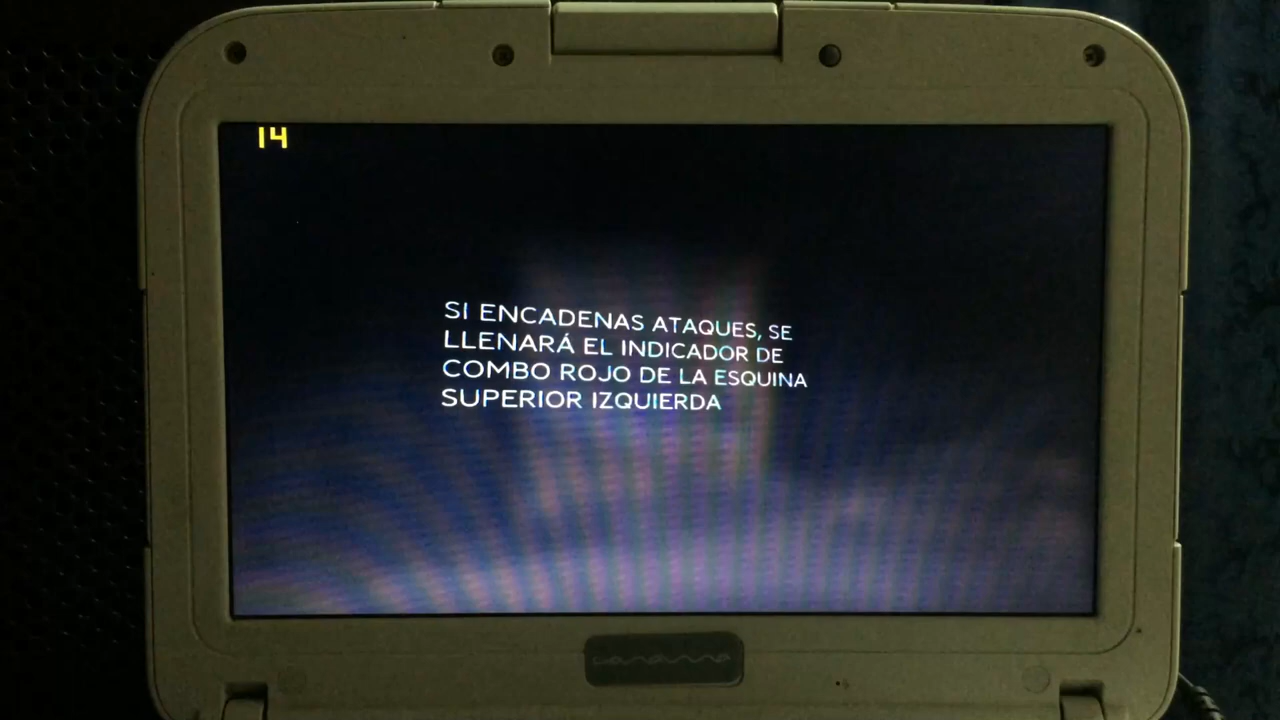 14
SI ENCADENAS ATAQUES, SE
LLENARÁ EL INDICADOR DE
COMBO ROJO DE LA ESQUINA
SUPERIOR IZQUIERDA